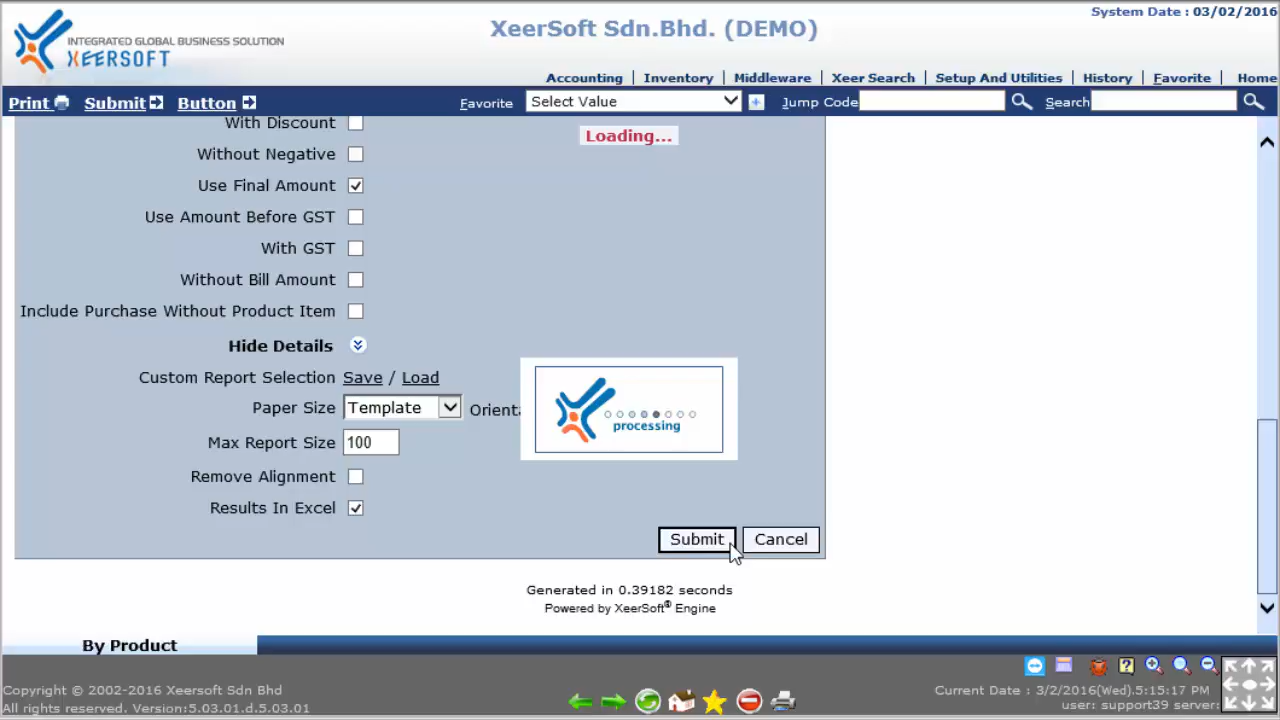 System Date : 03/02/2016
XeerSoft Sdn.Bhd. (DEMO)
INTEGRATED GLOBAL BUSINESS SOLUTION
XEERSOFT
Accounting | Inventory | Middleware | Xeer Search | Setup And Utilities | History | Favorite | Home
Print Submit Button Favorite Select Value Jump Code Search
With Discount
Loading...
Without Negative
Use Final Amount
Use Amount Before GST
With GST
Without Bill Amount
Include Purchase Without Product Item
Hide Details
Custom Report Selection Save / Load
Paper Size Template Orienta
processing
Max Report Size 100
Remove Alignment
Results In Excel
Submit Cancel
Generated in 0.39182 seconds
Powered by XeerSoft® Engine
By Product
Copyright © 2002-2016 Xeersoft Sdn Bhd
All rights reserved. Version:5.03.01.d.5.03.01
Current Date : 3/2/2016(Wed).5:15:17 PM
user: support39 server: